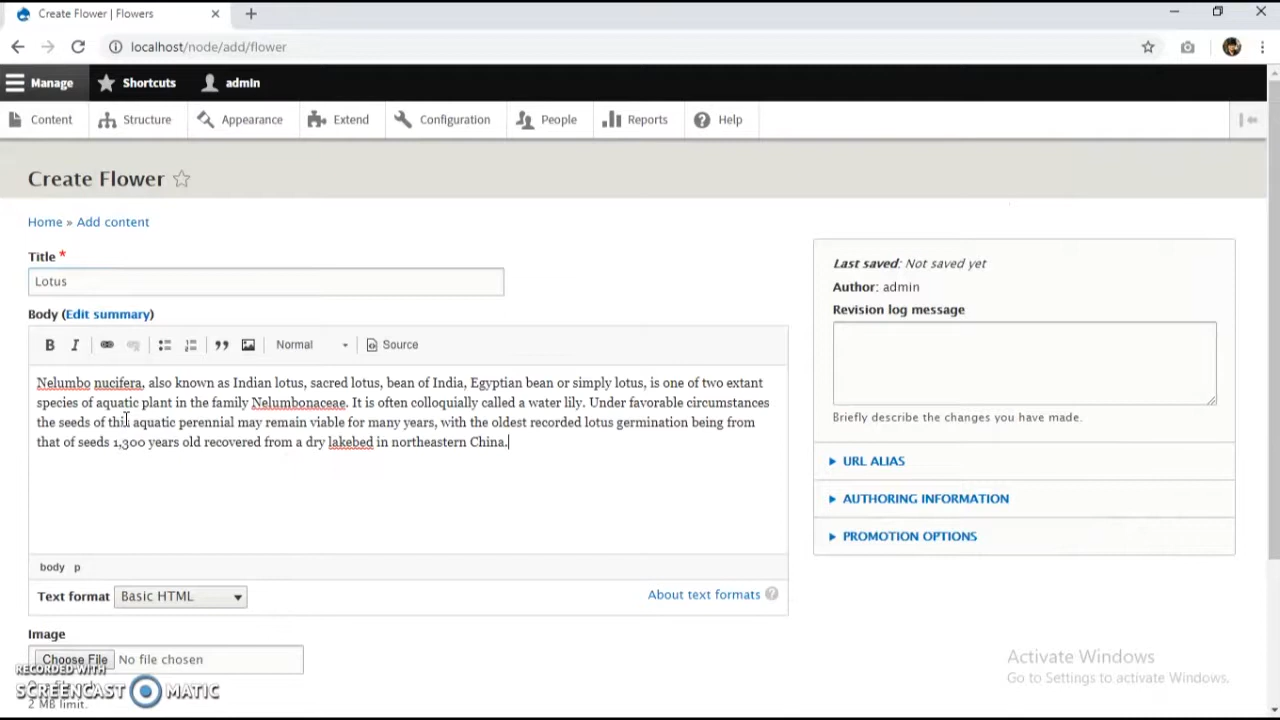 Create Flower | Flowers
localhost/node/add/flower
Manage Shortcuts admin
Content Structure Appearance Extend Configuration People Reports Help
Create Flower
Home » Add content
Title *
Lotus
Body (Edit summary)
Normal Source
Nelumbo nucifera, also known as Indian lotus, sacred lotus, bean of India, Egyptian bean or simply lotus, is one of two extant
species of aquatic plant in the family Nelumbonaceae. It is often colloquially called a water lily. Under favorable circumstances
the seeds of this aquatic perennial may remain viable for many years, with the oldest recorded lotus germination being from
that of seeds 1,300 years old recovered from a dry lakebed in northeastern China.
body p
Text format Basic HTML
About text formats ?
Image
Choose File No file chosen
2 MB limit.
Last saved: Not saved yet
Author: admin
Revision log message
Briefly describe the changes you have made.
URL ALIAS
AUTHORING INFORMATION
PROMOTION OPTIONS
Activate Windows
Go to Settings to activate Windows.
RECORDED WITH
SCREENCAST MATIC